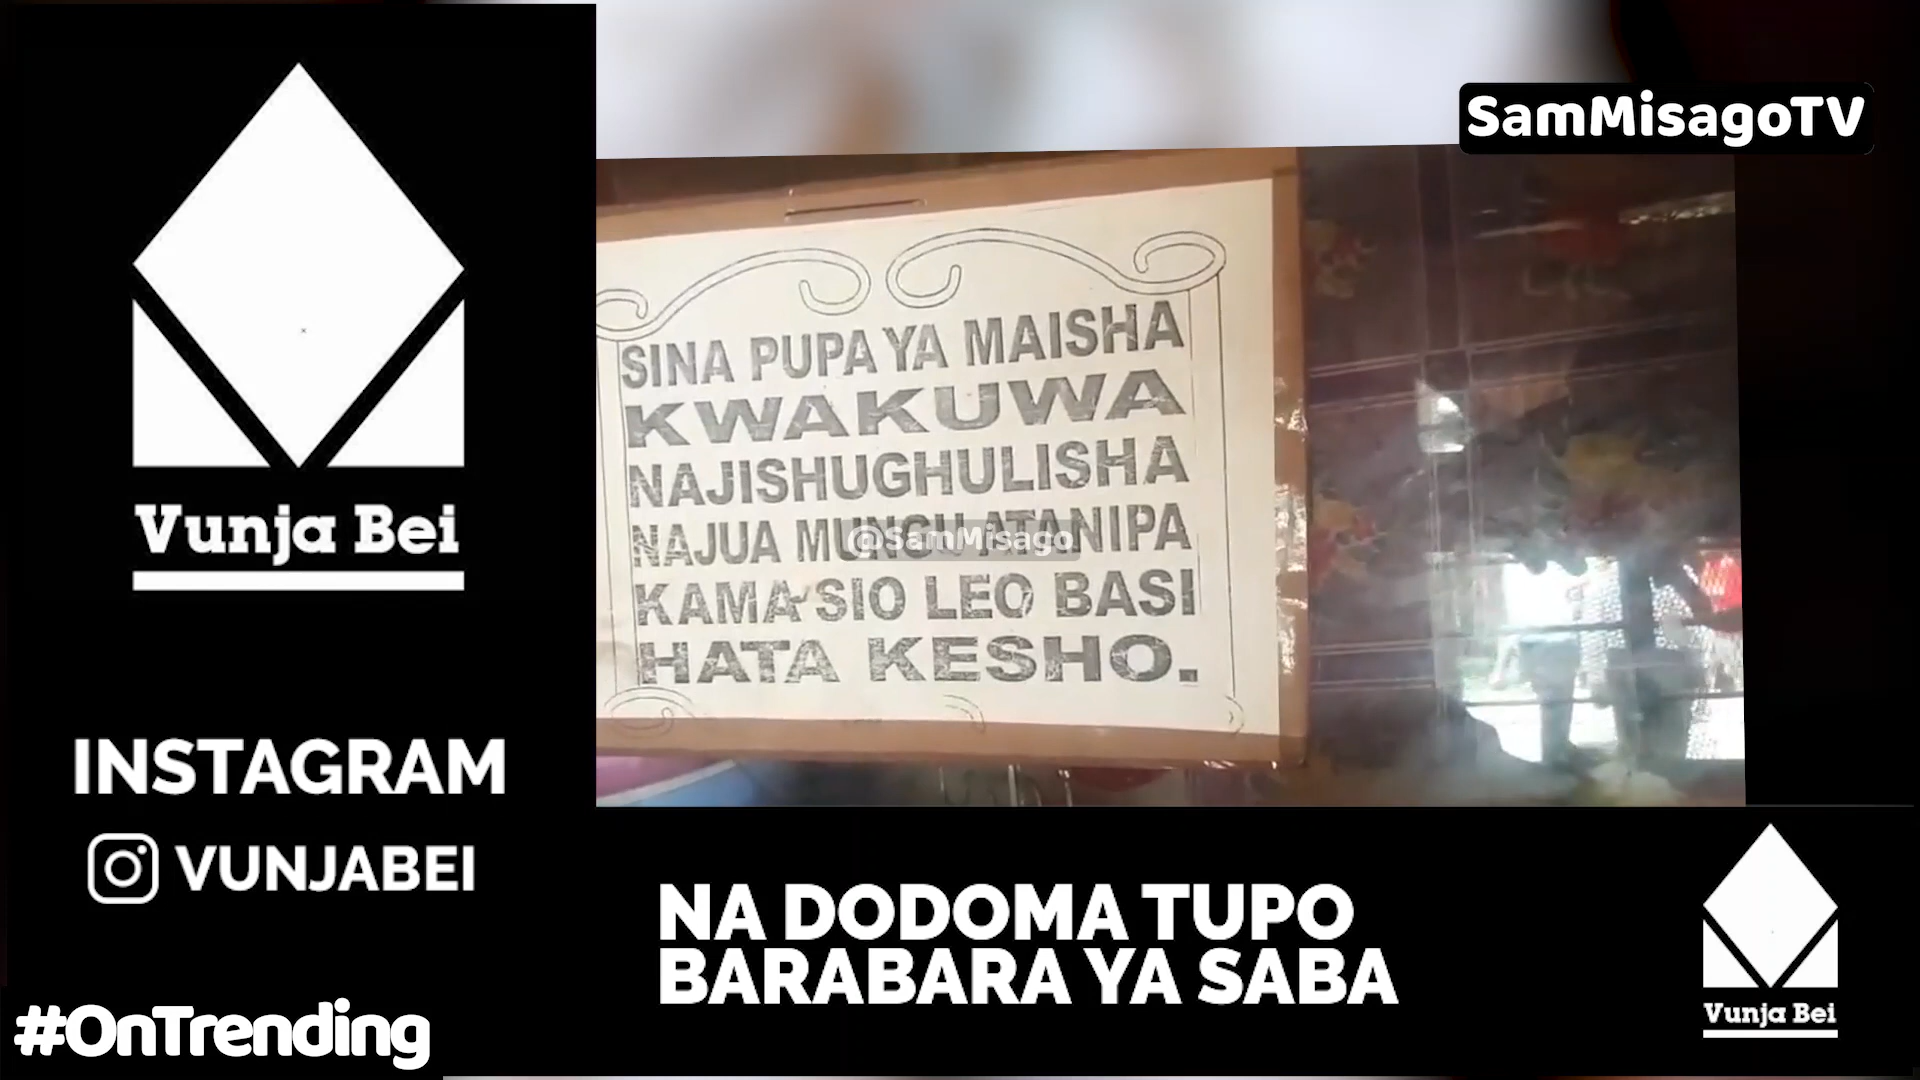 SamMisagoTV
Vunja Bei
INSTAGRAM
VUNJABEI
#OnTrending
SINA PUPA YA MAISHA
KWAKUWA
NAJISHUGHULISHA
NAJUA MUNGU ATANIPA
@SamMisago
KAMA SIO LEO BASI
HATA KESHO.
NA DODOMA TUPO
BARABARA YA SABA
Vunja Bei